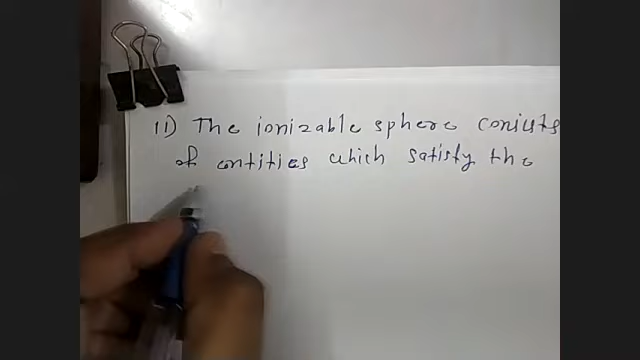 11) The ionizable sphere conists
of entities which satisfy the